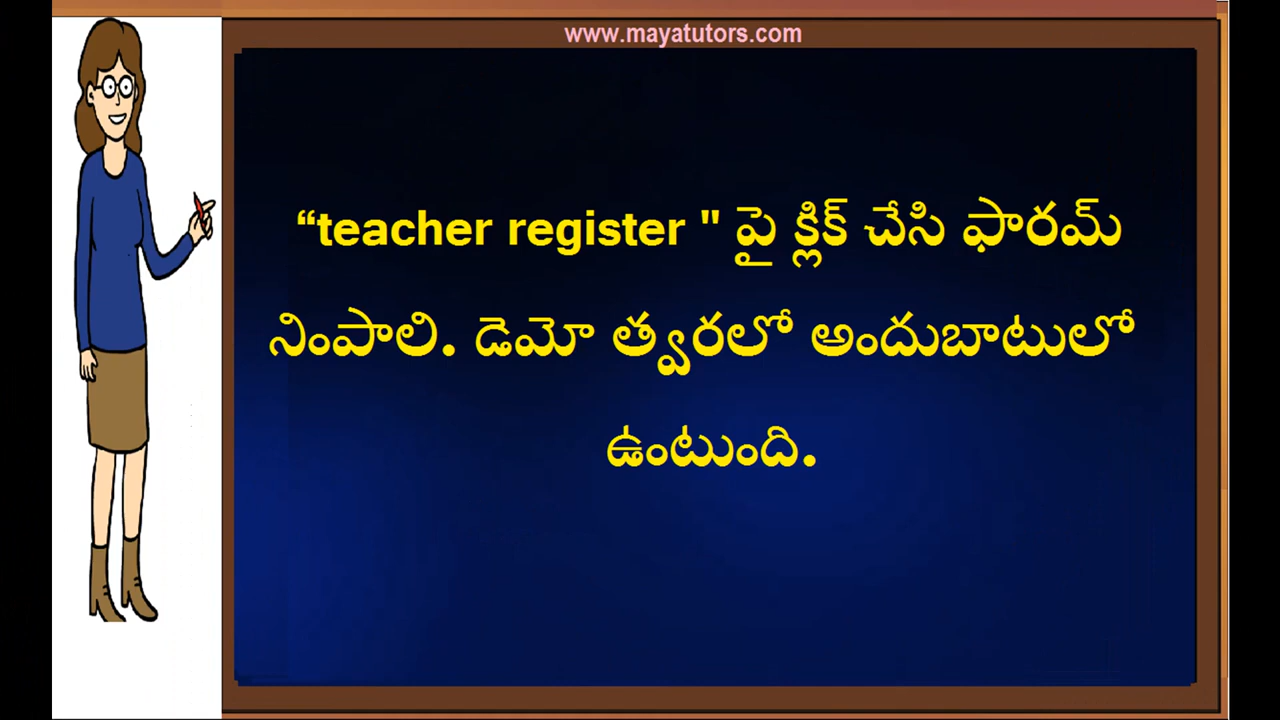 www.mayatutors.com
“teacher register " పై క్లిక్ చేసి ఫారమ్
నింపాలి. డెమో త్వరలో అందుబాటులో
ఉంటుంది.